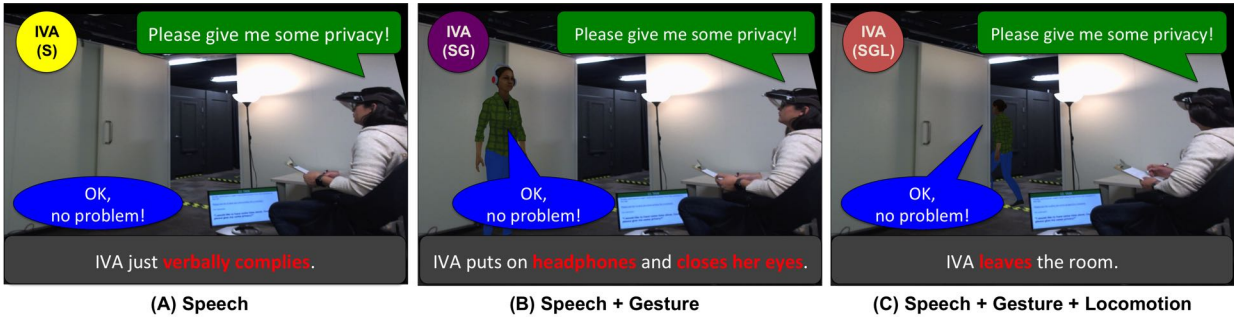 IVA
(S)
Please give me some privacy!
OK,
no problem!
IVA just verbally complies.
(A) Speech
IVA
(SG)
Please give me some privacy!
OK,
no problem!
IVA puts on headphones and closes her eyes.
(B) Speech + Gesture
IVA
(SGL)
Please give me some privacy!
OK,
no problem!
IVA leaves the room.
(C) Speech + Gesture + Locomotion